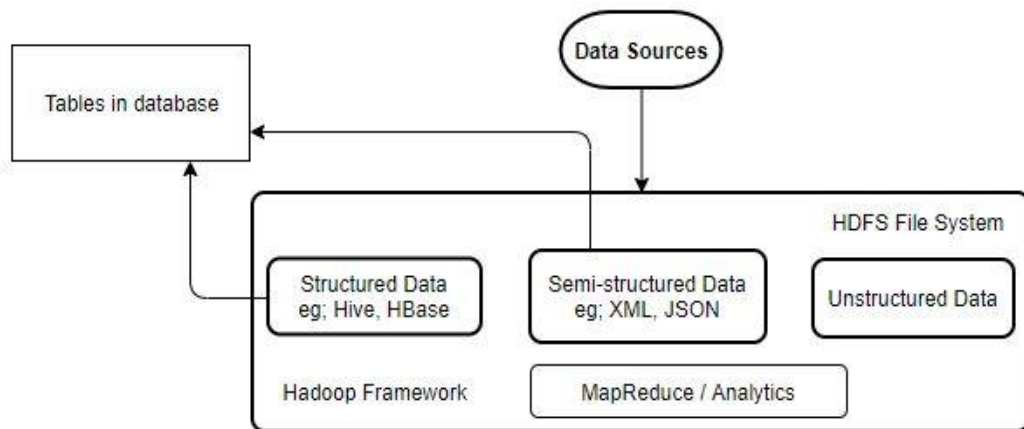 Data Sources
Tables in database
HDFS File System
Structured Data
eg; Hive, HBase
Semi-structured Data
eg; XML, JSON
Unstructured Data
Hadoop Framework
MapReduce / Analytics